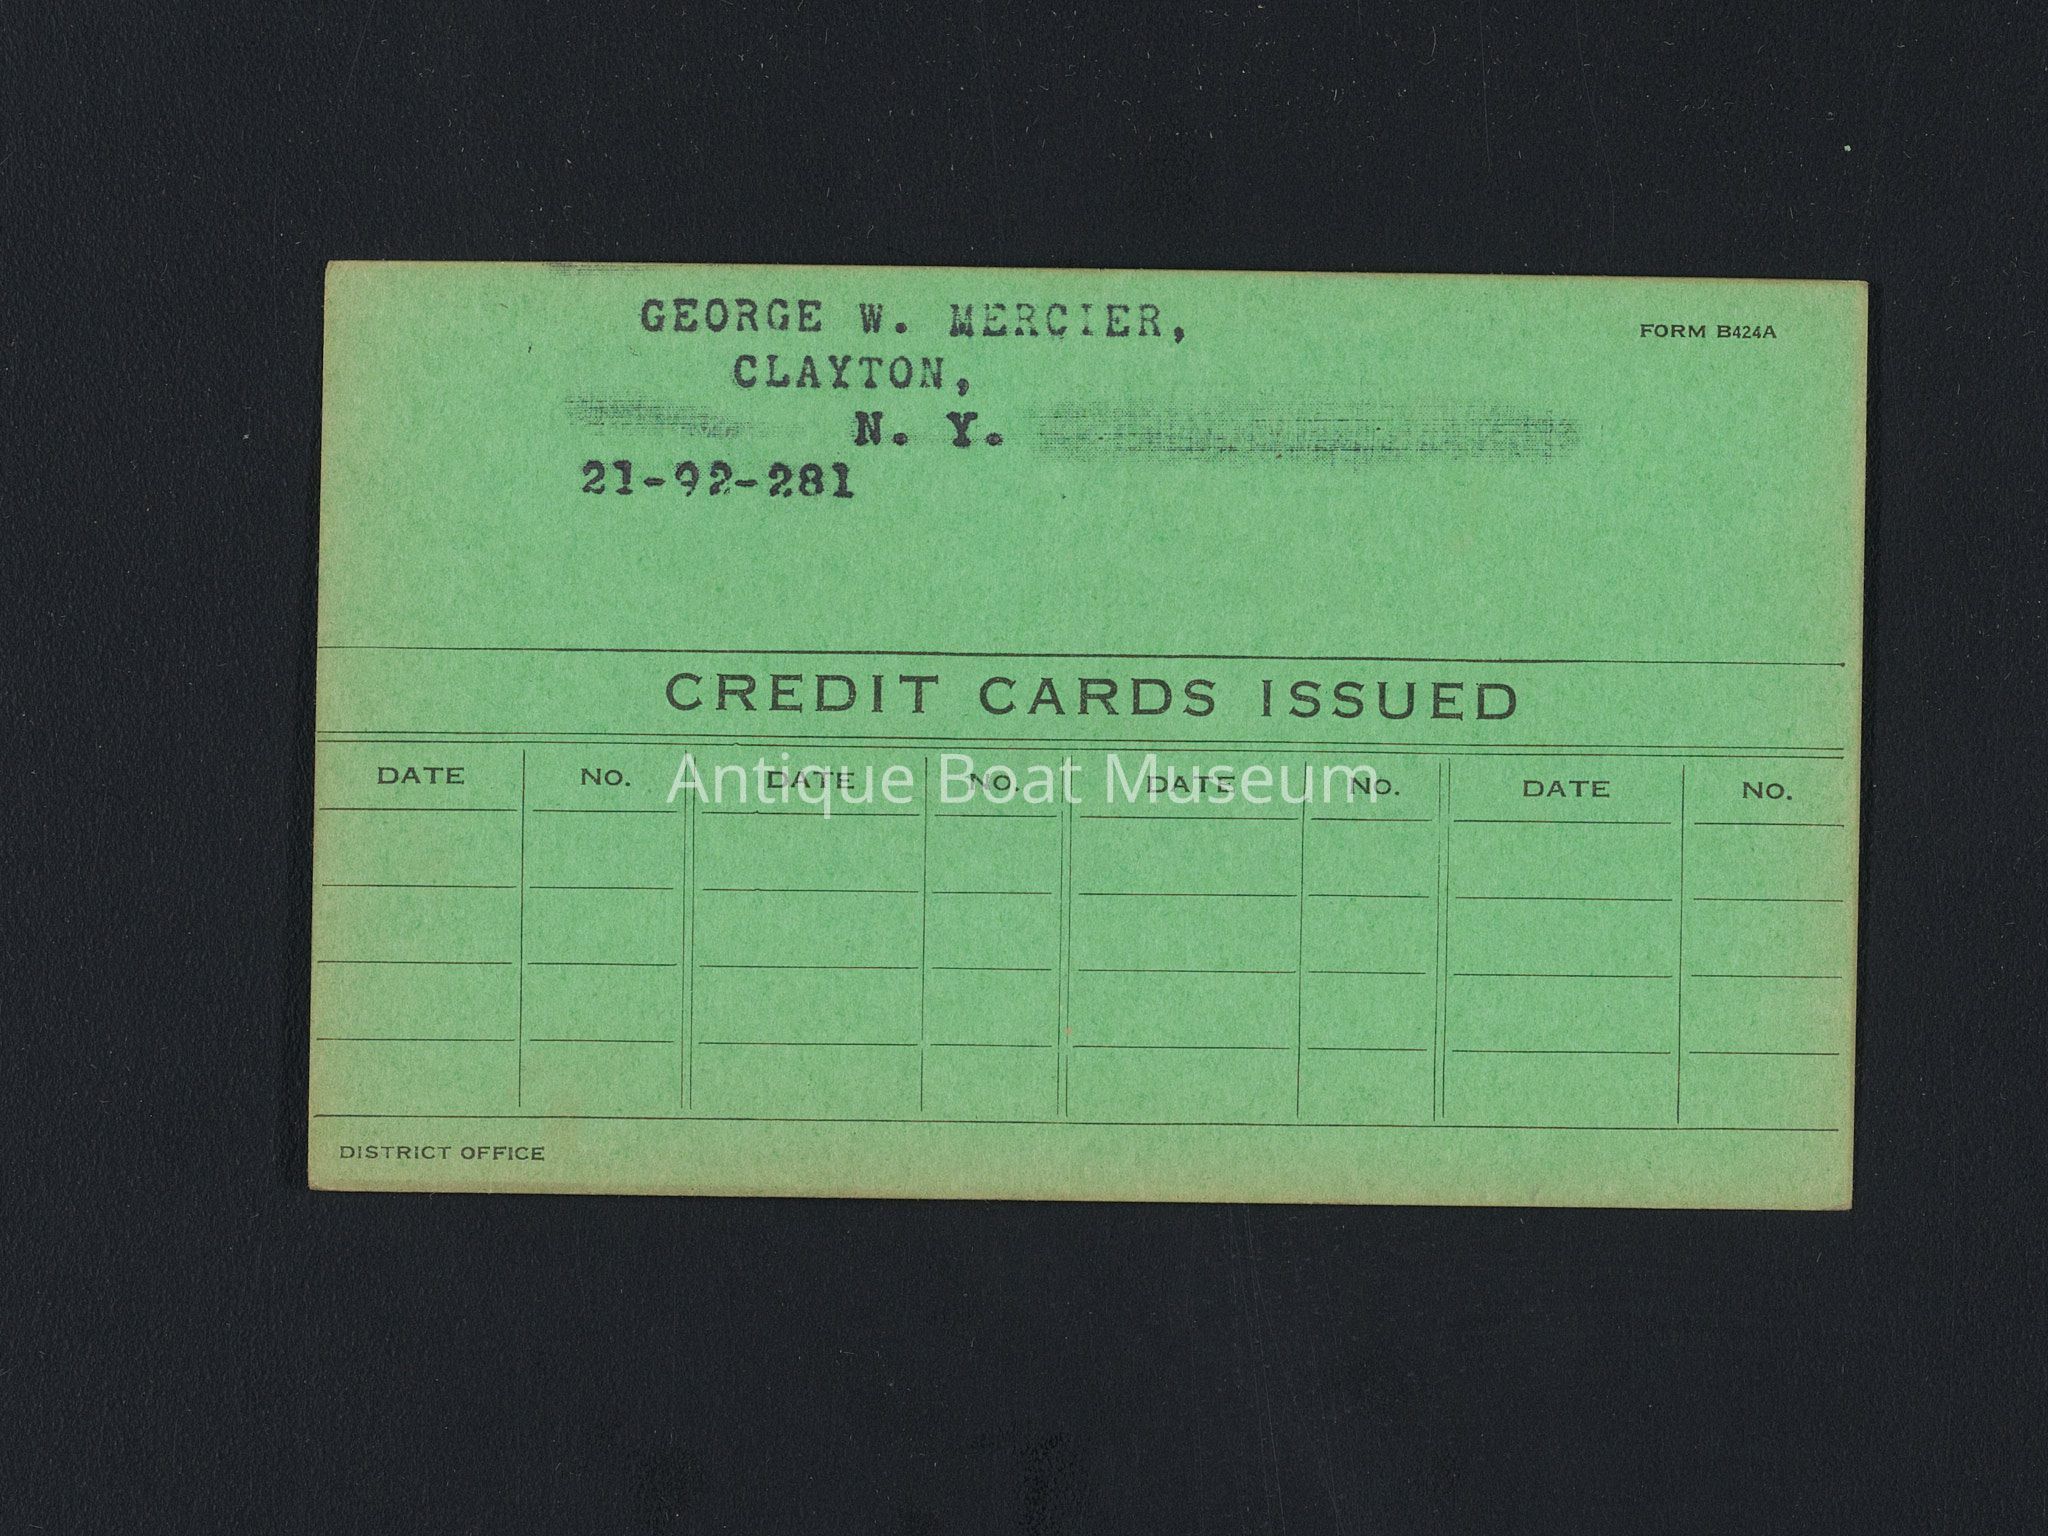 GEORGE W. MERCIER,
FORM B424A
CLAYTON,
N. Y.
21-92-281
CREDIT CARDS ISSUED
DATE NO. DATE NO. DATE NO. DATE NO.
Antique Boat Museum
DISTRICT OFFICE